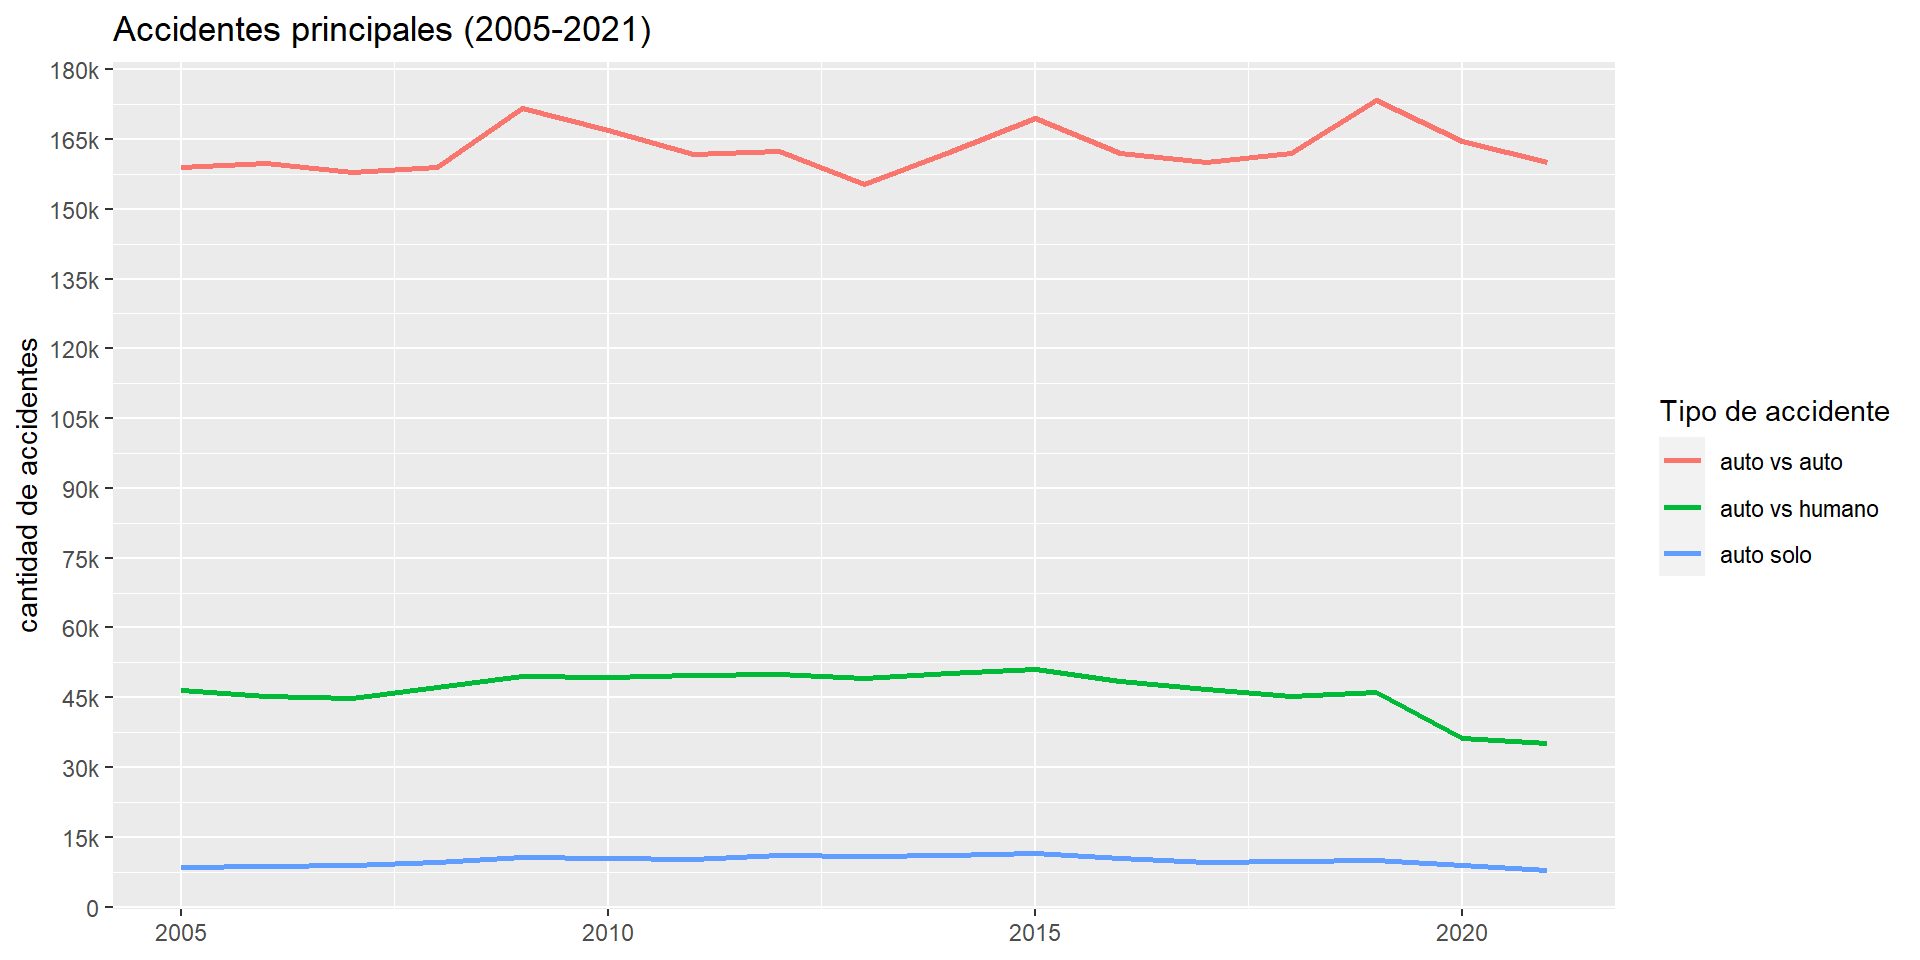 Accidentes principales (2005-2021)
180k
165k
150k
135k
120k
105k
90k
75k
60k
45k
30k
15k
0
cantidad de accidentes
2005
2010
2015
2020
Tipo de accidente
auto vs auto
auto vs humano
auto solo